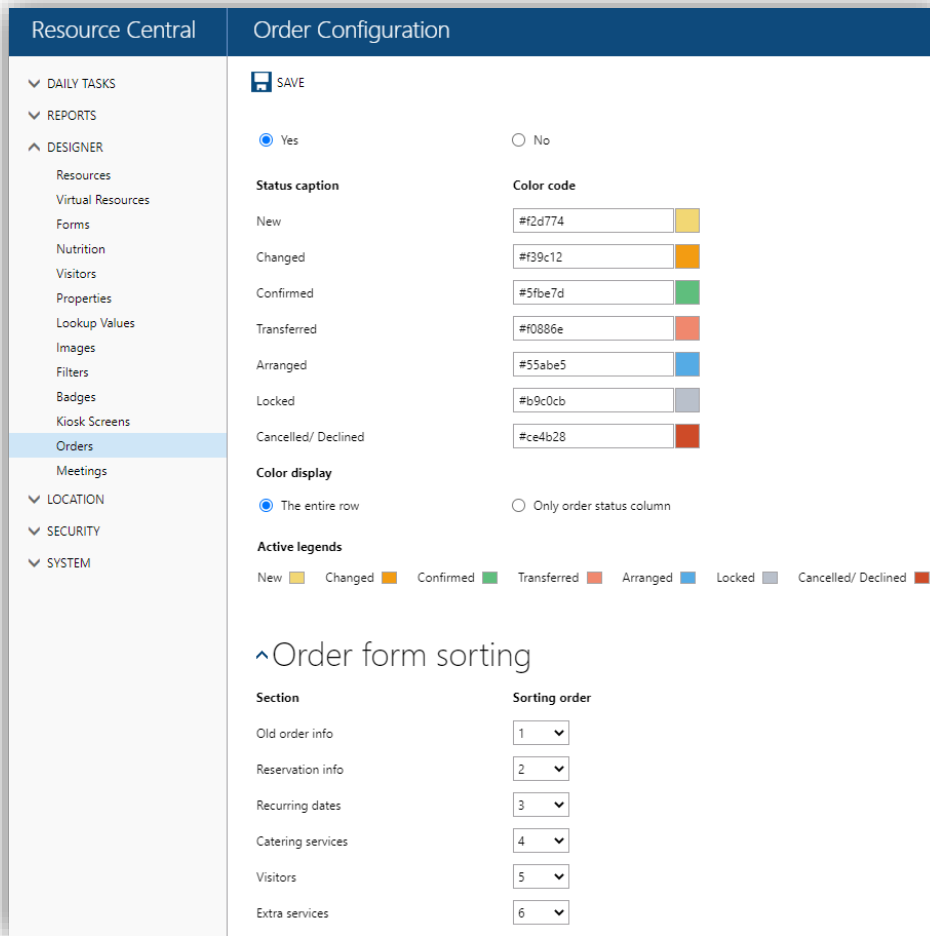 Resource Central
Order Configuration
DAILY TASKS
REPORTS
DESIGNER
Resources
Virtual Resources
Forms
Nutrition
Visitors
Properties
Lookup Values
Images
Filters
Badges
Kiosk Screens
Orders
Meetings
LOCATION
SECURITY
SYSTEM
SAVE
Yes No
Status caption Color code
New #f2d774
Changed #f39c12
Confirmed #5fbe7d
Transferred #f0886e
Arranged #55abe5
Locked #b9c0cb
Cancelled/ Declined #ce4b28
Color display
The entire row Only order status column
Active legends
New Changed Confirmed Transferred Arranged Locked Cancelled/ Declined
Order form sorting
Section Sorting order
Old order info 1
Reservation info 2
Recurring dates 3
Catering services 4
Visitors 5
Extra services 6